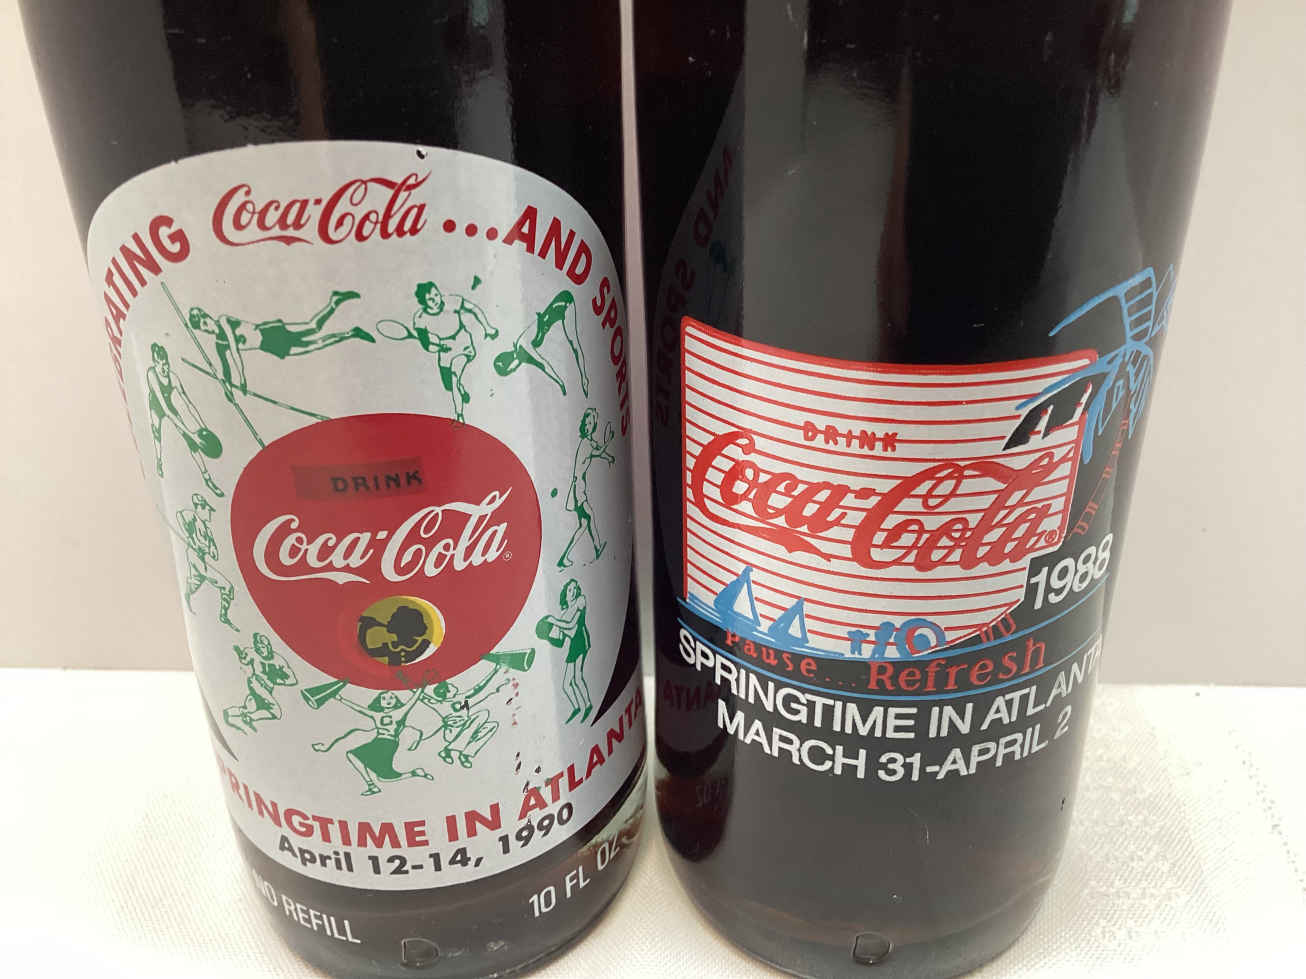 Coca-Cola ...AND SPORTS
DRINK
Coca-Cola
SPRINGTIME IN ATLANTA
April 12-14, 1990
NO REFILL
10 FL OZ
DRINK
Coca-Cola®
1988
Pause... Refresh
SPRINGTIME IN ATLANTA
MARCH 31-APRIL 2